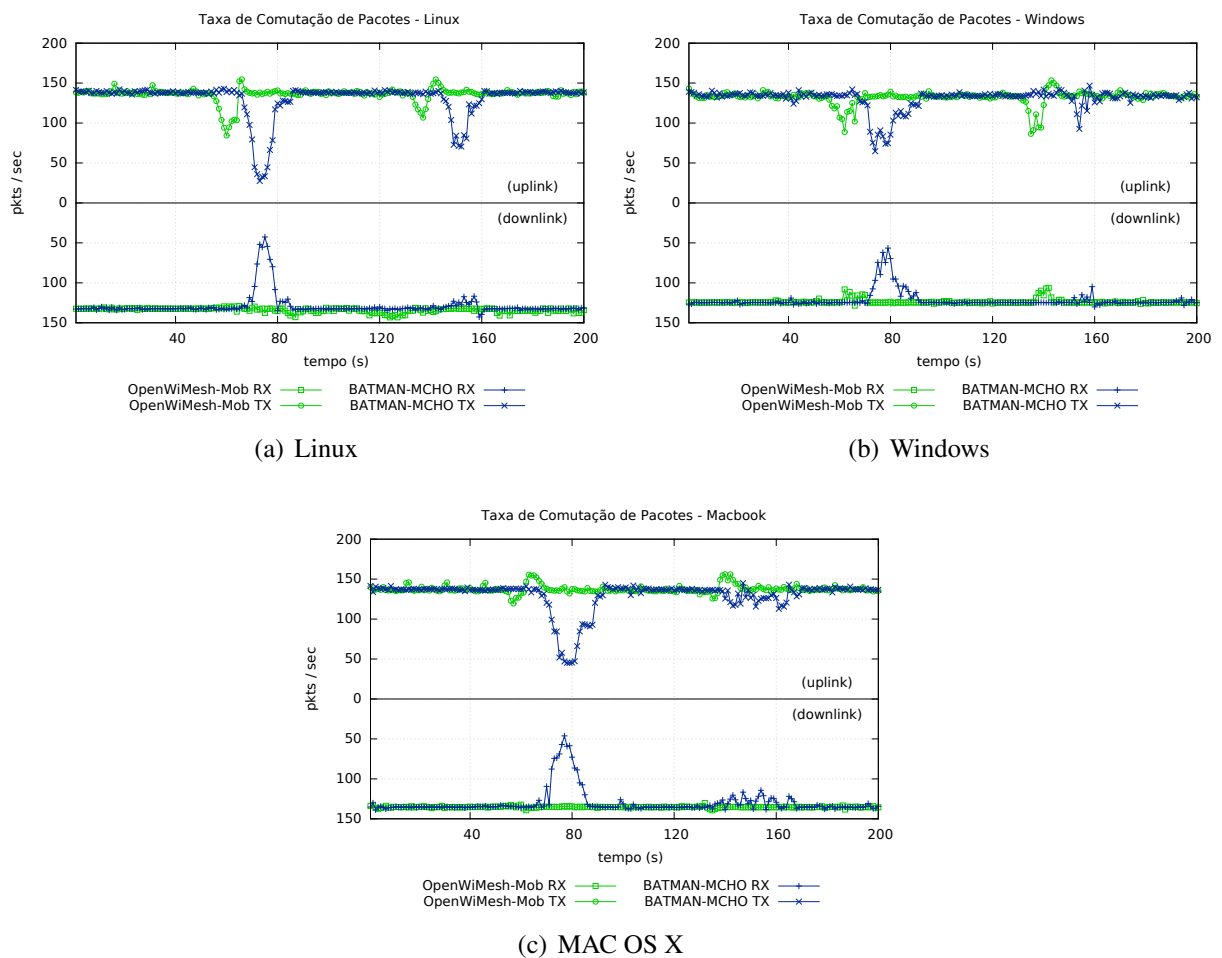 Taxa de Comutação de Pacotes - Linux
200
150
100
50
0
50
100
150
pkts / sec
(uplink)
(downlink)
40
80
120
160
200
tempo (s)
OpenWiMesh-Mob RX
BATMAN-MCHO RX
OpenWiMesh-Mob TX
BATMAN-MCHO TX
(a) Linux
Taxa de Comutação de Pacotes - Windows
200
150
100
50
0
50
100
150
pkts / sec
(uplink)
(downlink)
40
80
120
160
200
tempo (s)
OpenWiMesh-Mob RX
BATMAN-MCHO RX
OpenWiMesh-Mob TX
BATMAN-MCHO TX
(b) Windows
Taxa de Comutação de Pacotes - Macbook
200
150
100
50
0
50
100
150
pkts / sec
(uplink)
(downlink)
40
80
120
160
200
tempo (s)
OpenWiMesh-Mob RX
BATMAN-MCHO RX
OpenWiMesh-Mob TX
BATMAN-MCHO TX
(c) MAC OS X